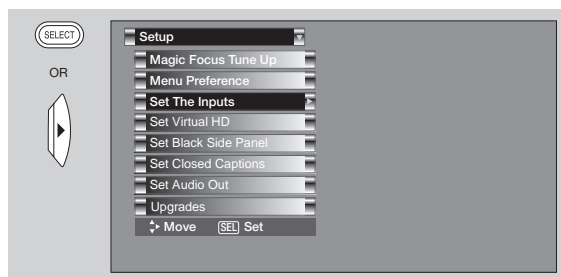 SELECT
OR
Setup
Magic Focus Tune Up
Menu Preference
Set The Inputs
Set Virtual HD
Set Black Side Panel
Set Closed Captions
Set Audio Out
Upgrades
Move SEL Set